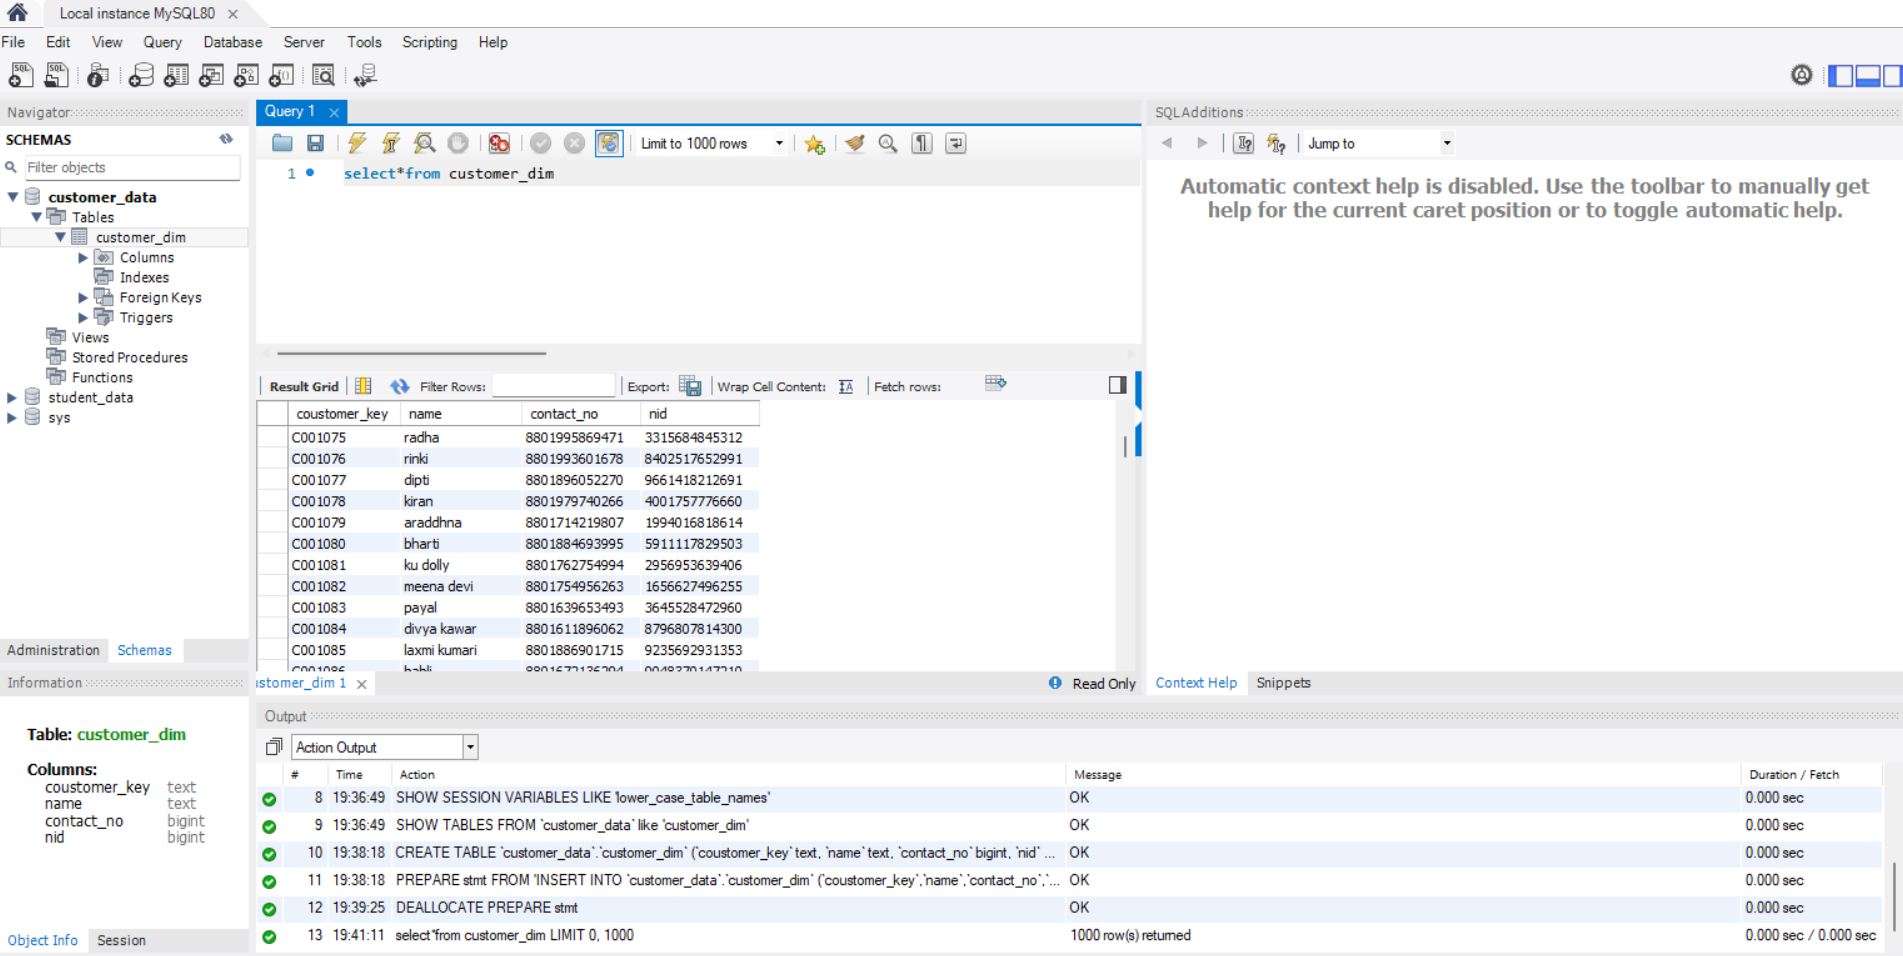 Local instance MySQL80
File Edit View Query Database Server Tools Scripting Help
Navigator
SCHEMAS
Filter objects
customer_data
Tables
customer_dim
Columns
Indexes
Foreign Keys
Triggers
Views
Stored Procedures
Functions
student_data
sys
Administration Schemas
Information
Table: customer_dim
Columns:
coustomer_key text
name text
contact_no bigint
nid bigint
Object Info Session
Query 1
Limit to 1000 rows
1 select*from customer_dim
Result Grid Filter Rows: Export: Wrap Cell Content: Fetch rows:
coustomer_key name contact_no nid
C001075 radha 8801995869471 3315684845312
C001076 rinki 8801993601678 8402517652991
C001077 dipti 8801896052270 9661418212691
C001078 kiran 8801979740266 4001757776660
C001079 araddhna 8801714219807 1994016818614
C001080 bharti 8801884693995 5911117829503
C001081 ku dolly 8801762754994 2956953639406
C001082 meena devi 8801754956263 1656627496255
C001083 payal 8801639653493 3645528472960
C001084 divya kawar 8801611896062 8796807814300
C001085 laxmi kumari 8801886901715 9235692931353
stomer_dim 1 Read Only
SQLAdditions
Jump to
Automatic context help is disabled. Use the toolbar to manually get
help for the current caret position or to toggle automatic help.
Context Help Snippets
Output
Action Output
# Time Action Message Duration / Fetch
8 19:36:49 SHOW SESSION VARIABLES LIKE 'lower_case_table_names' OK 0.000 sec
9 19:36:49 SHOW TABLES FROM `customer_data` like 'customer_dim' OK 0.000 sec
10 19:38:18 CREATE TABLE `customer_data`.`customer_dim` (`coustomer_key` text, `name` text, `contact_no` bigint, `nid` ... OK 0.000 sec
11 19:38:18 PREPARE stmt FROM 'INSERT INTO `customer_data`.`customer_dim` (`coustomer_key`,`name`,`contact_no`,`... OK 0.000 sec
12 19:39:25 DEALLOCATE PREPARE stmt OK 0.000 sec
13 19:41:11 select*from customer_dim LIMIT 0, 1000 1000 row(s) returned 0.000 sec / 0.000 sec